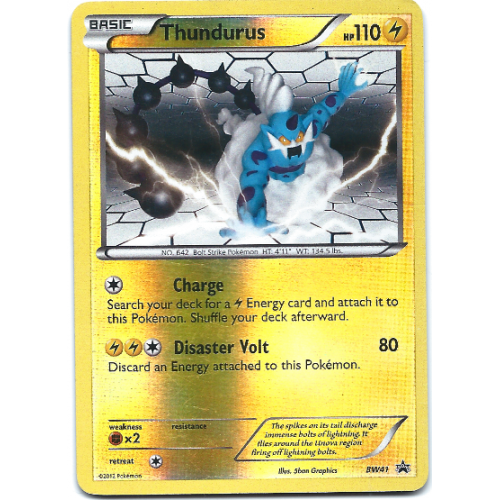 BASIC
Thundurus
HP110
NO. 642 Bolt Strike Pokémon HT: 4'11" WT: 134.5 lbs.
Charge
Search your deck for a Energy card and attach it to
this Pokémon. Shuffle your deck afterward.
Disaster Volt 80
Discard an Energy attached to this Pokémon.
weakness resistance
×2
retreat
The spikes on its tail discharge
immense bolts of lightning. It
flies around the Unova region
firing off lightning bolts.
©2012 Pokémon
Illus. 5ban Graphics
BW41